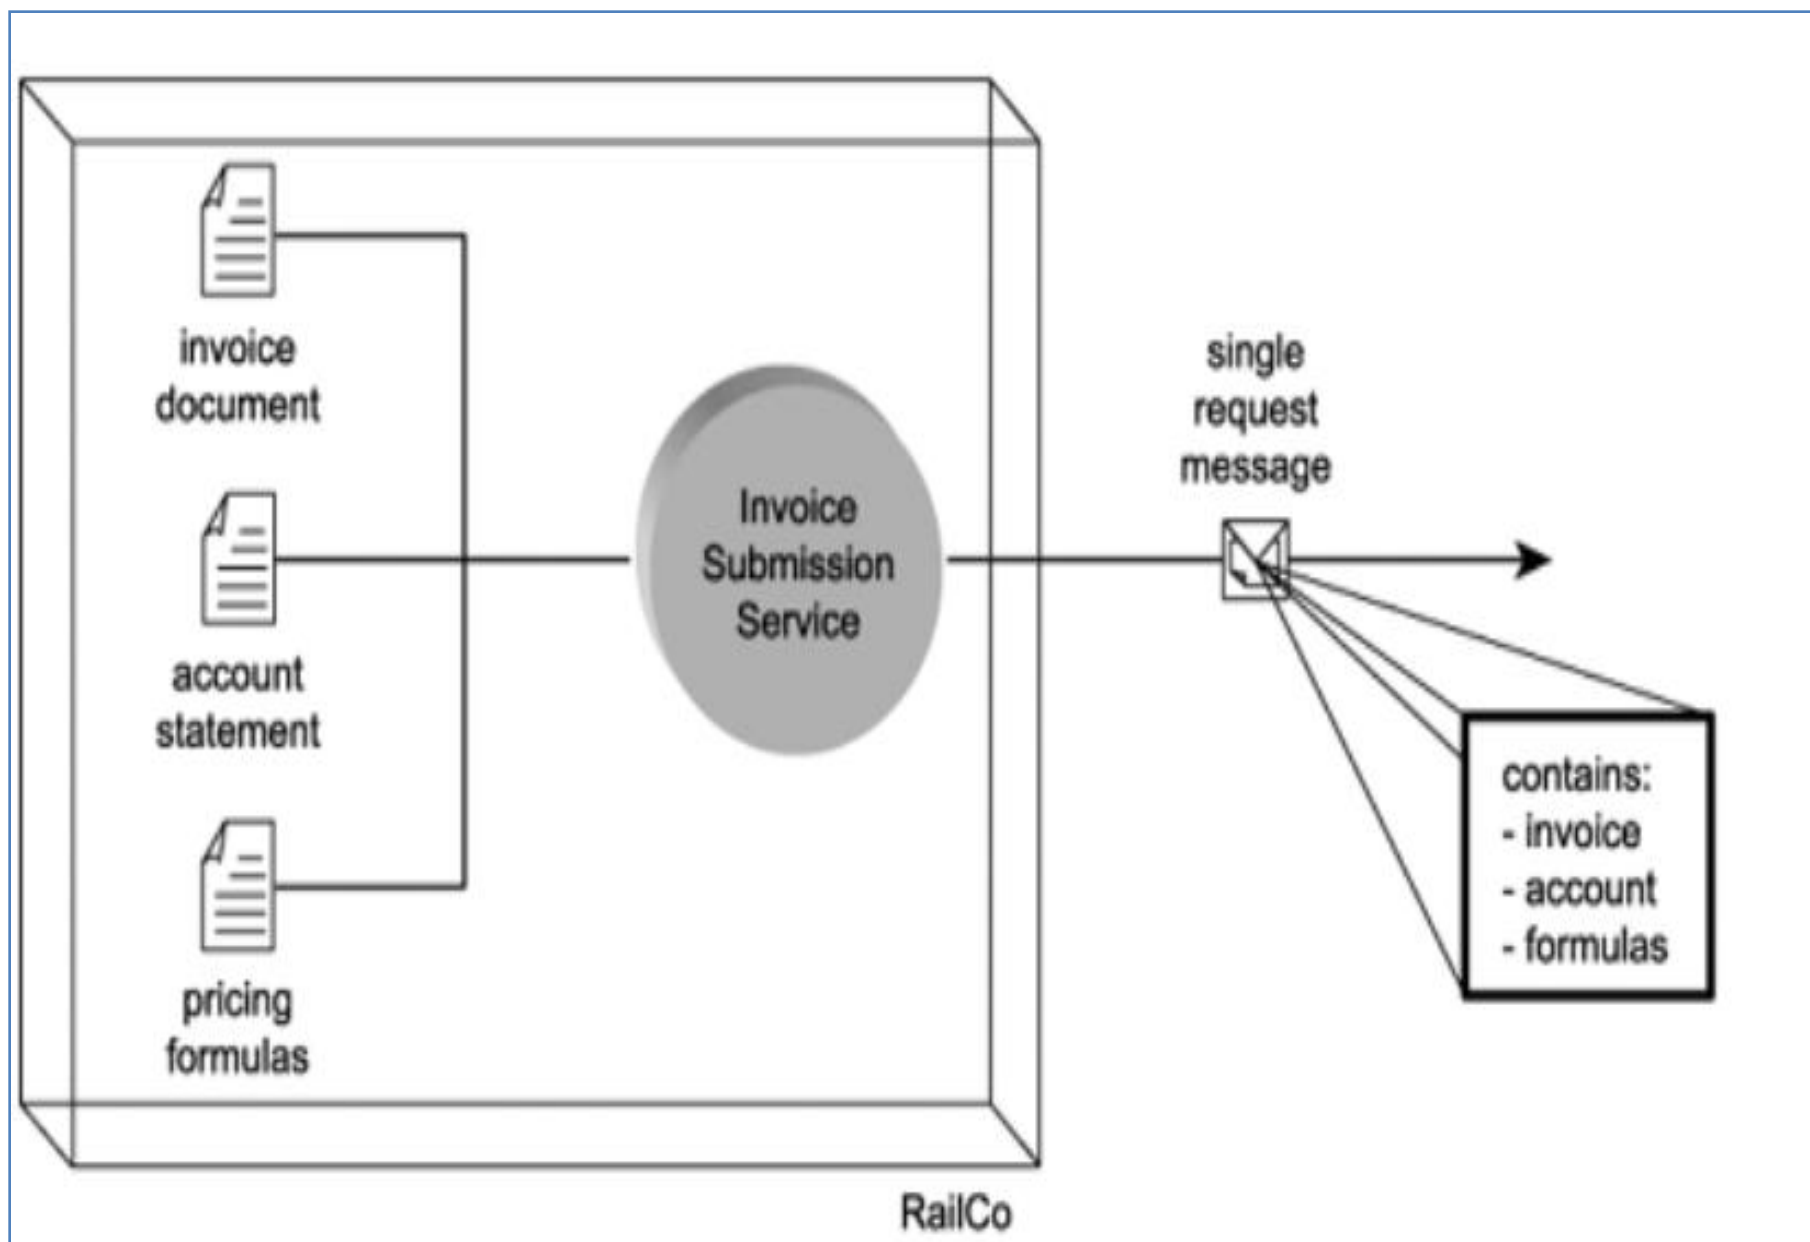 invoice
document
account
statement
pricing
formulas
Invoice
Submission
Service
single
request
message
contains:
- invoice
- account
- formulas
RailCo